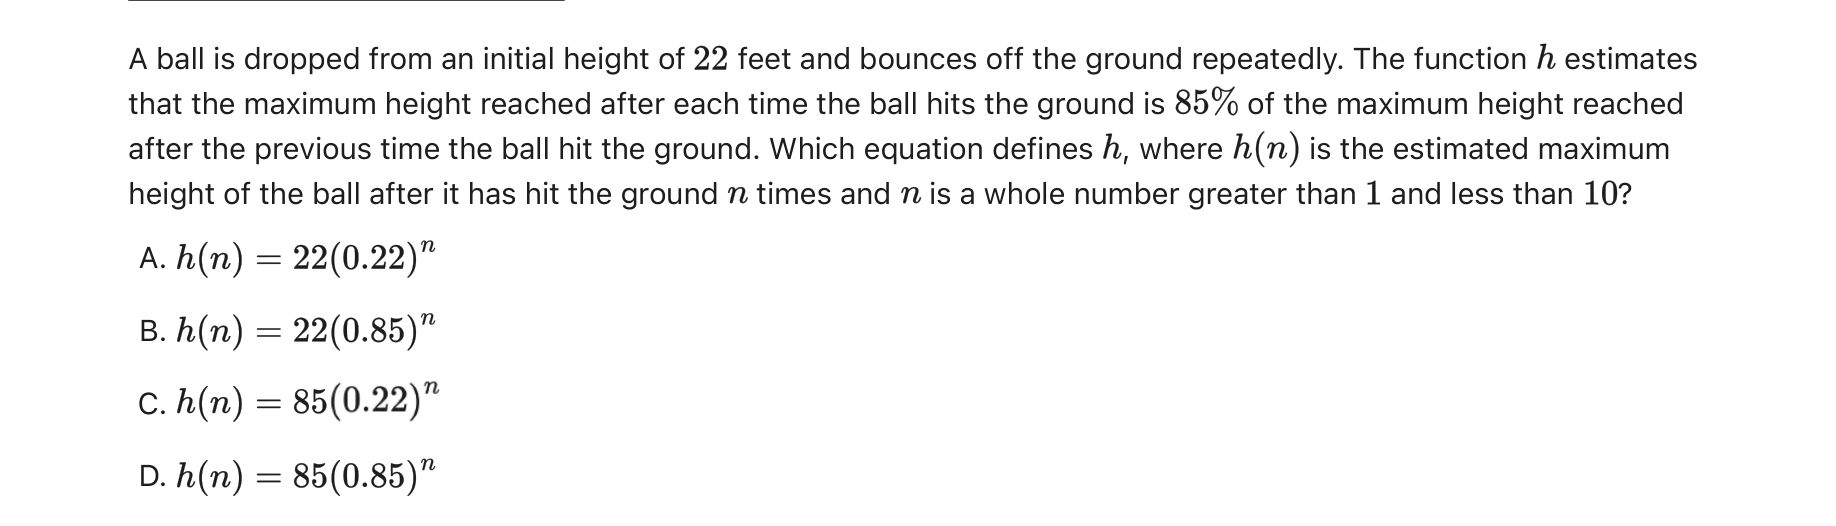 A ball is dropped from an initial height of 22 feet and bounces off the ground repeatedly. The function h estimates
that the maximum height reached after each time the ball hits the ground is 85% of the maximum height reached
after the previous time the ball hit the ground. Which equation defines h, where h(n) is the estimated maximum
height of the ball after it has hit the ground n times and n is a whole number greater than 1 and less than 10?
A. h(n) = 22(0.22)ⁿ
B. h(n) = 22(0.85)ⁿ
C. h(n) = 85(0.22)ⁿ
D. h(n) = 85(0.85)ⁿ